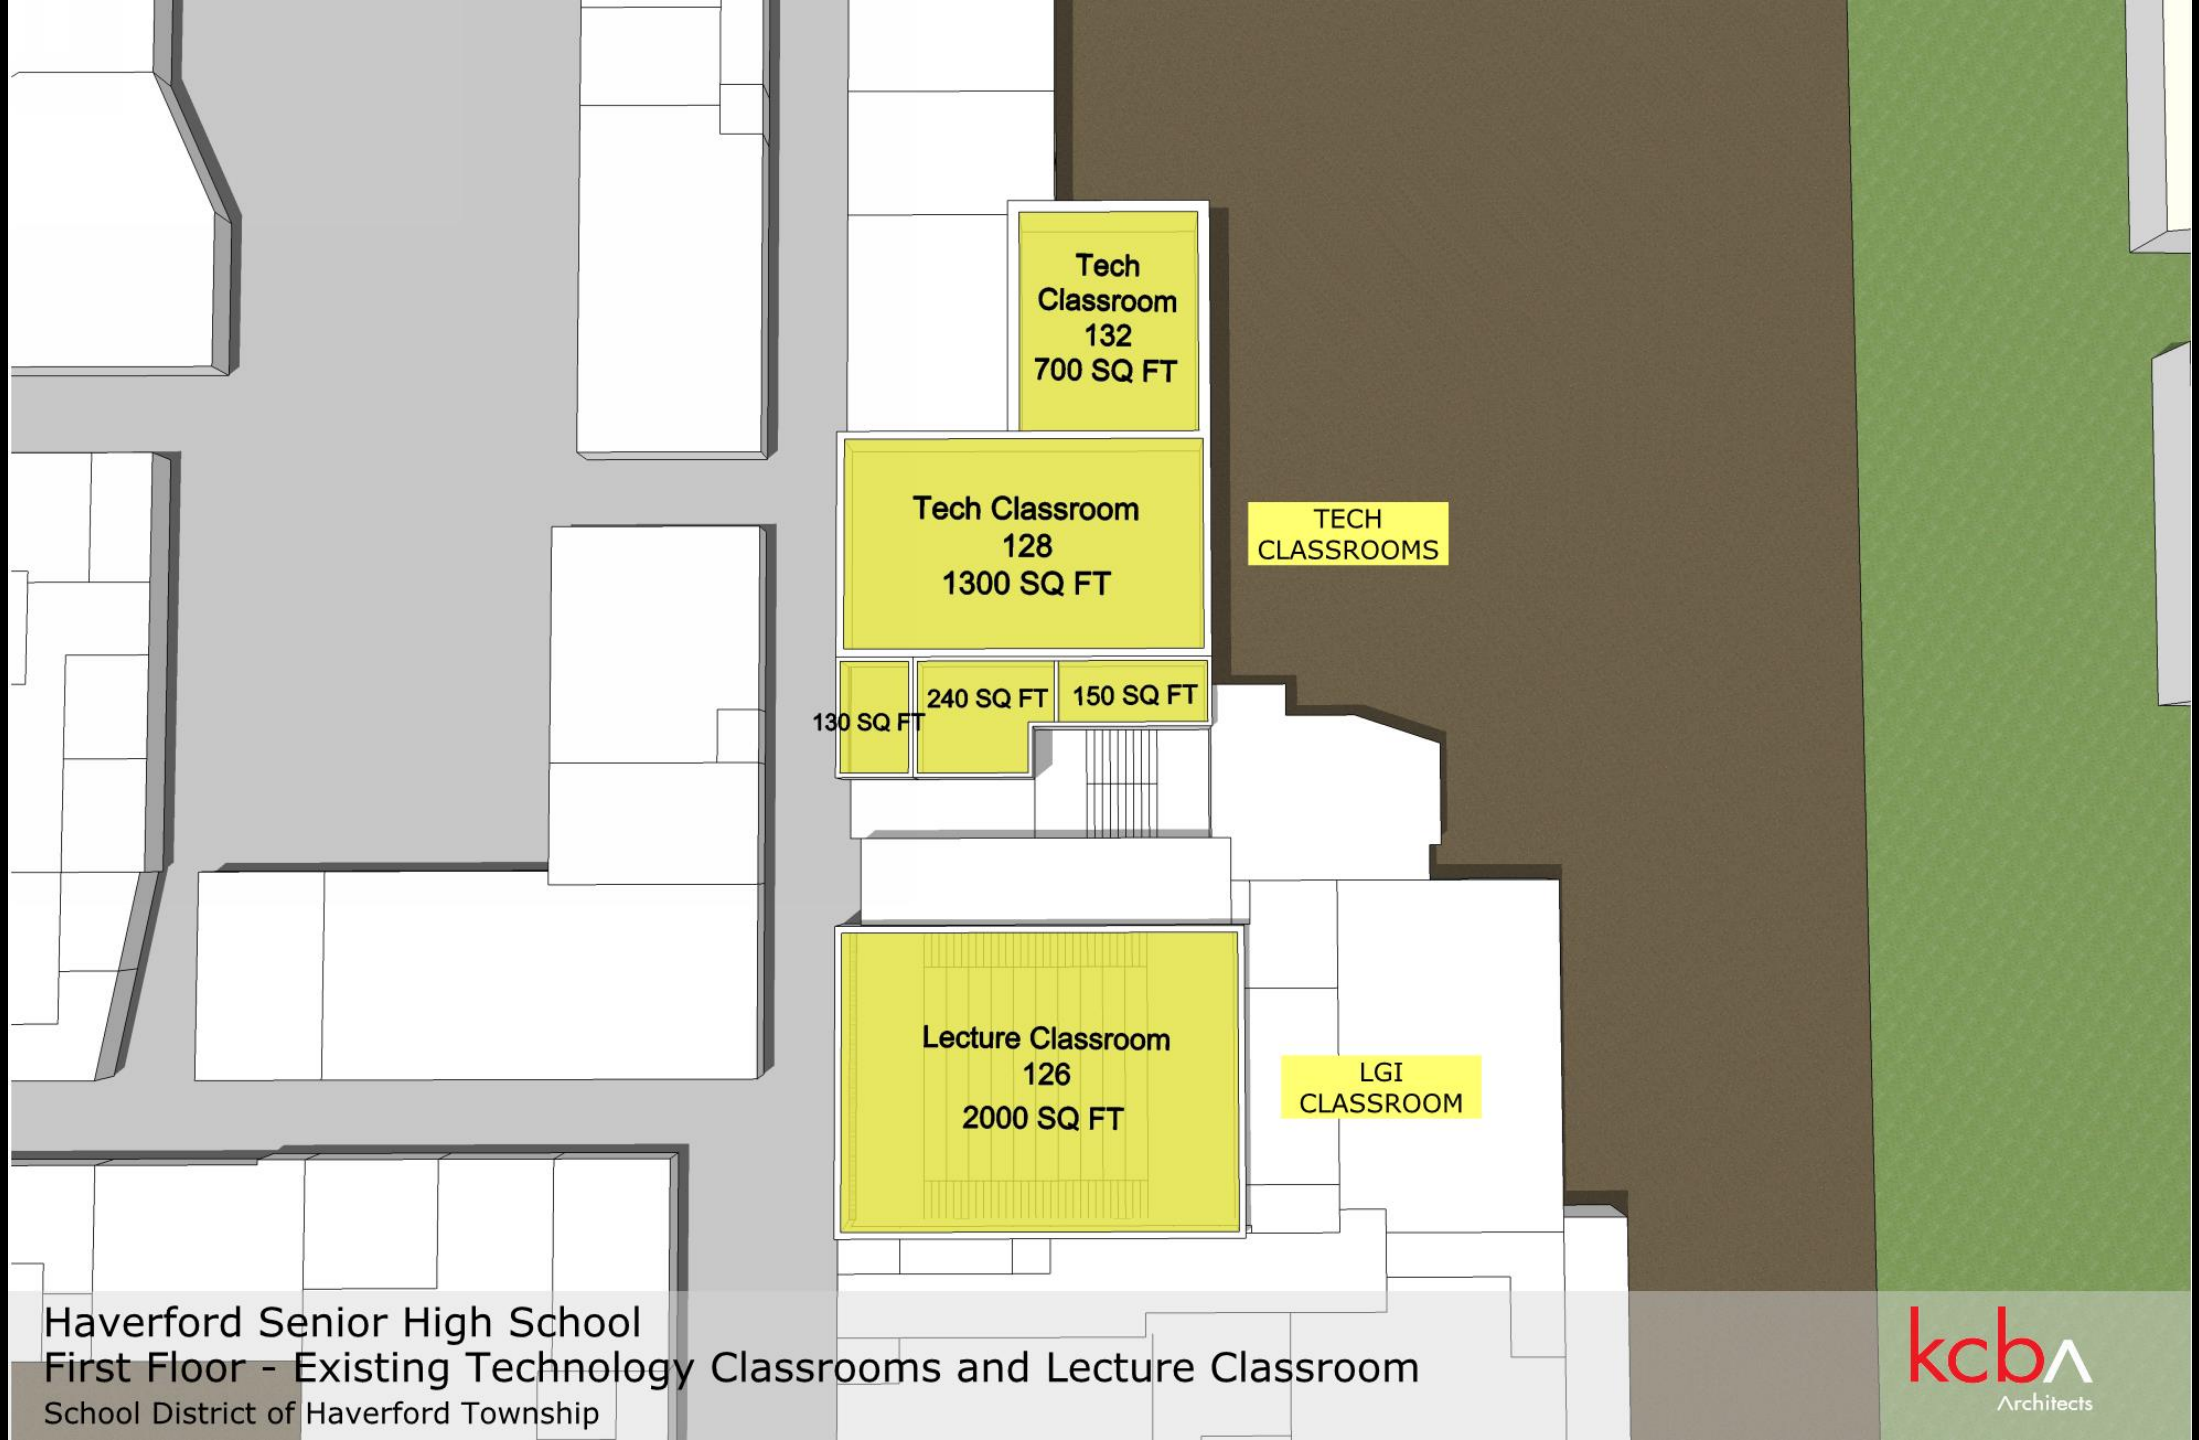 Tech
Classroom
132
700 SQ FT
Tech Classroom
128
1300 SQ FT
TECH
CLASSROOMS
130 SQ FT
240 SQ FT
150 SQ FT
Lecture Classroom
126
2000 SQ FT
LGI
CLASSROOM
Haverford Senior High School
First Floor - Existing Technology Classrooms and Lecture Classroom
School District of Haverford Township
kcba
Architects